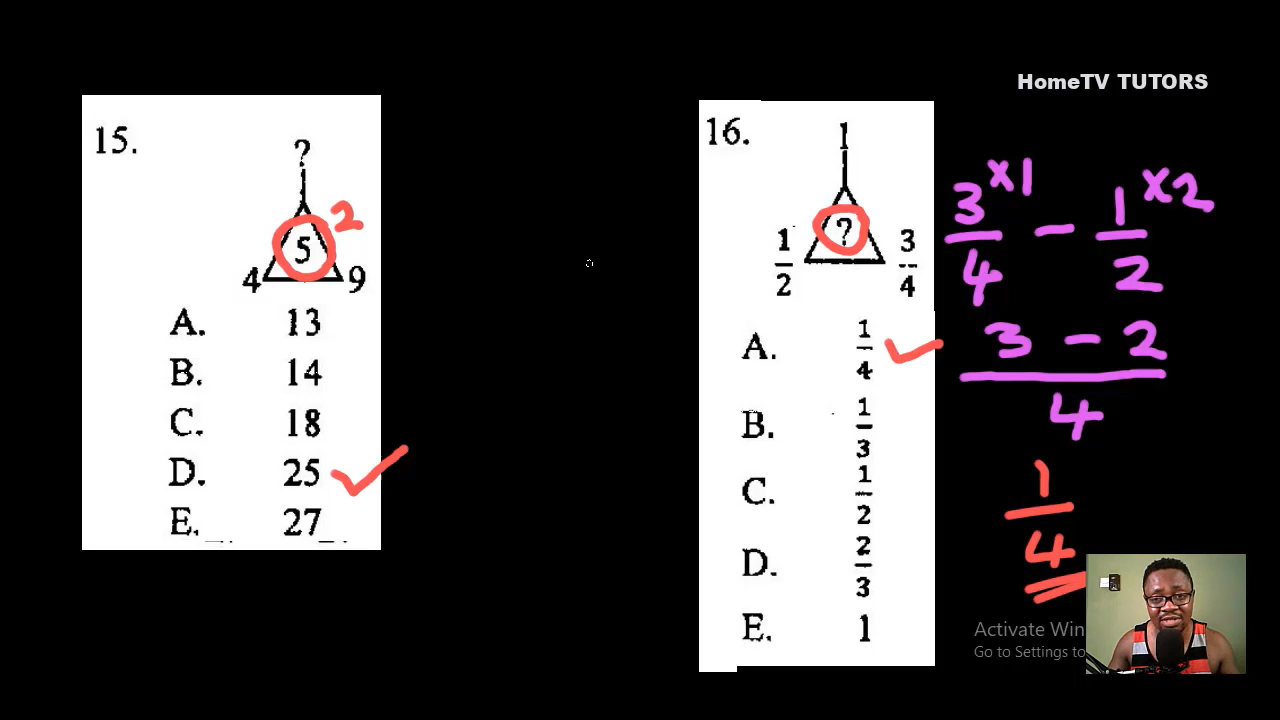 HomeTV TUTORS
15.
?
5 2
4 9
A. 13
B. 14
C. 18
D. 25
E. 27
16.
1
?
1/2 3/4
A. 1/4
B. 1/3
C. 1/2
D. 2/3
E. 1
3/4 ×1 - 1/2 ×2
3 - 2
4
1/4
Activate Win
Go to Settings to